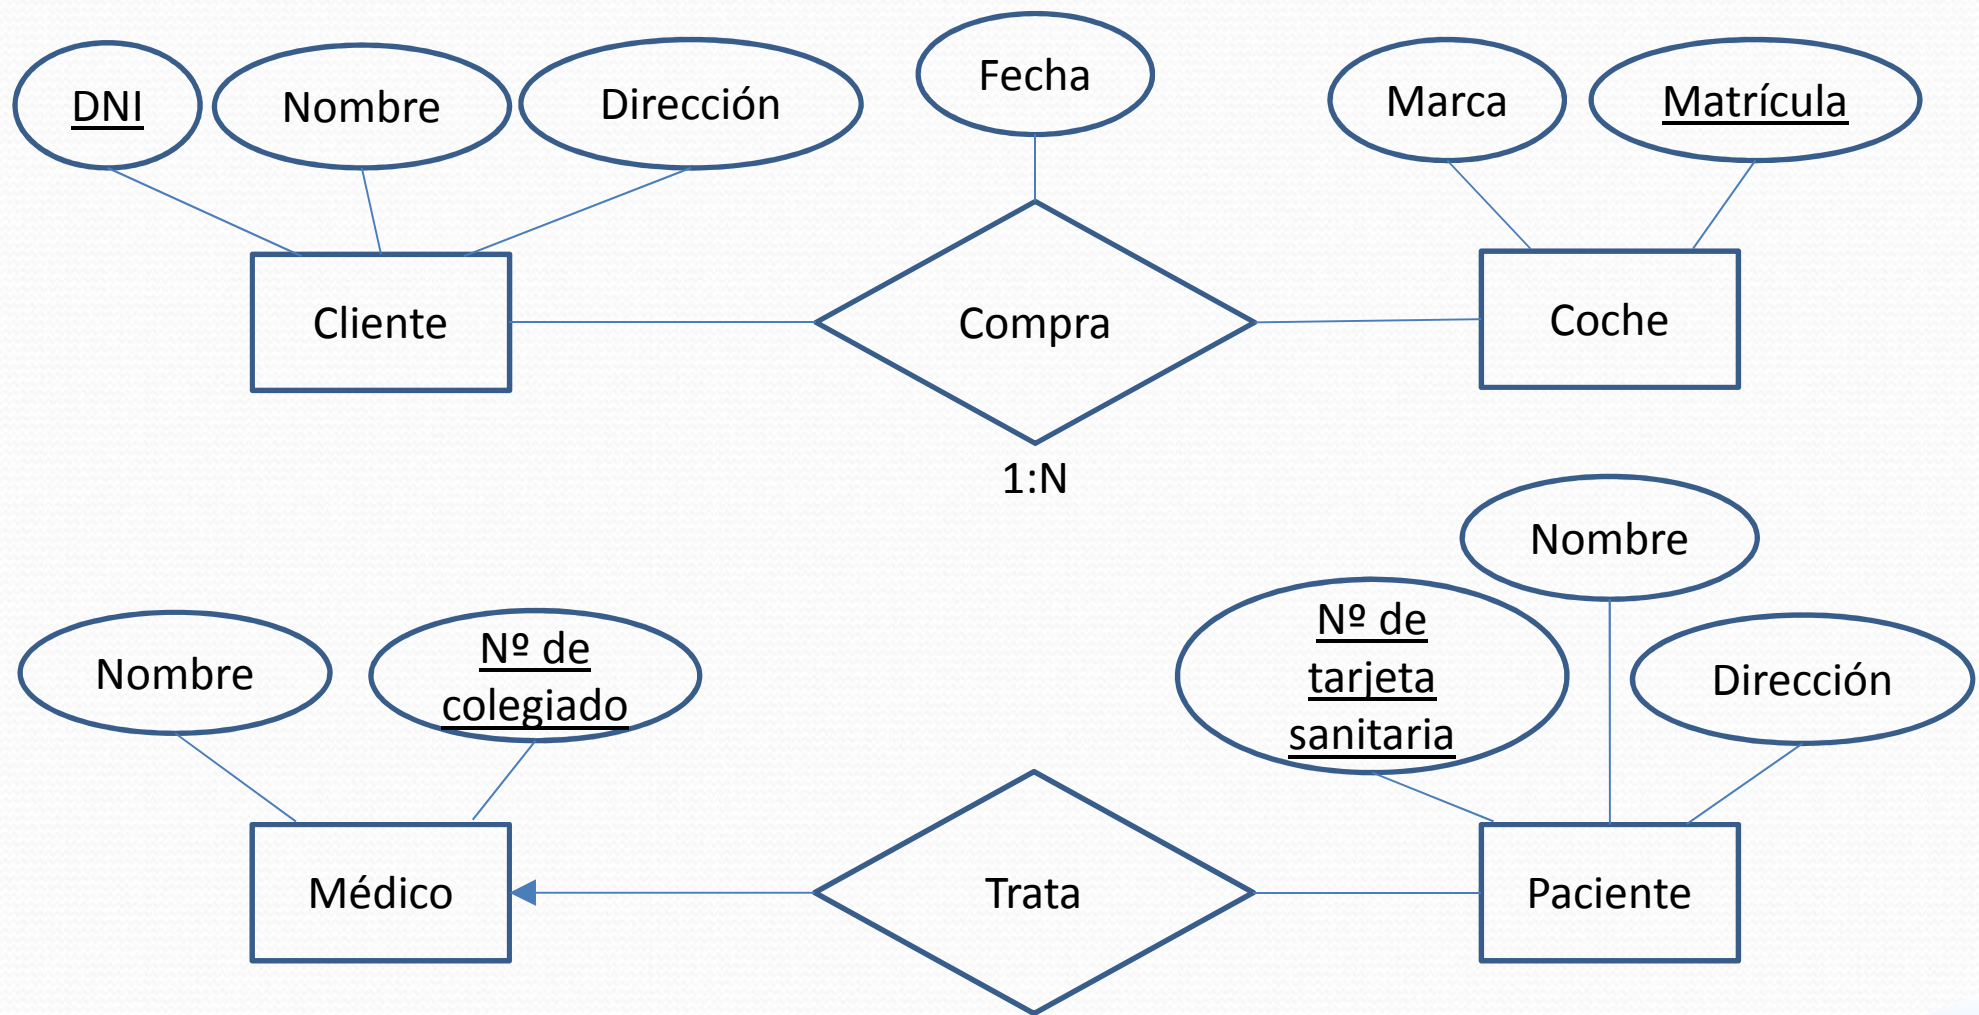 DNI
Nombre
Dirección
Fecha
Marca
Matrícula
Cliente
Compra
Coche
1:N
Nombre
Nº de
colegiado
Nº de
tarjeta
sanitaria
Nombre
Dirección
Médico
Trata
Paciente